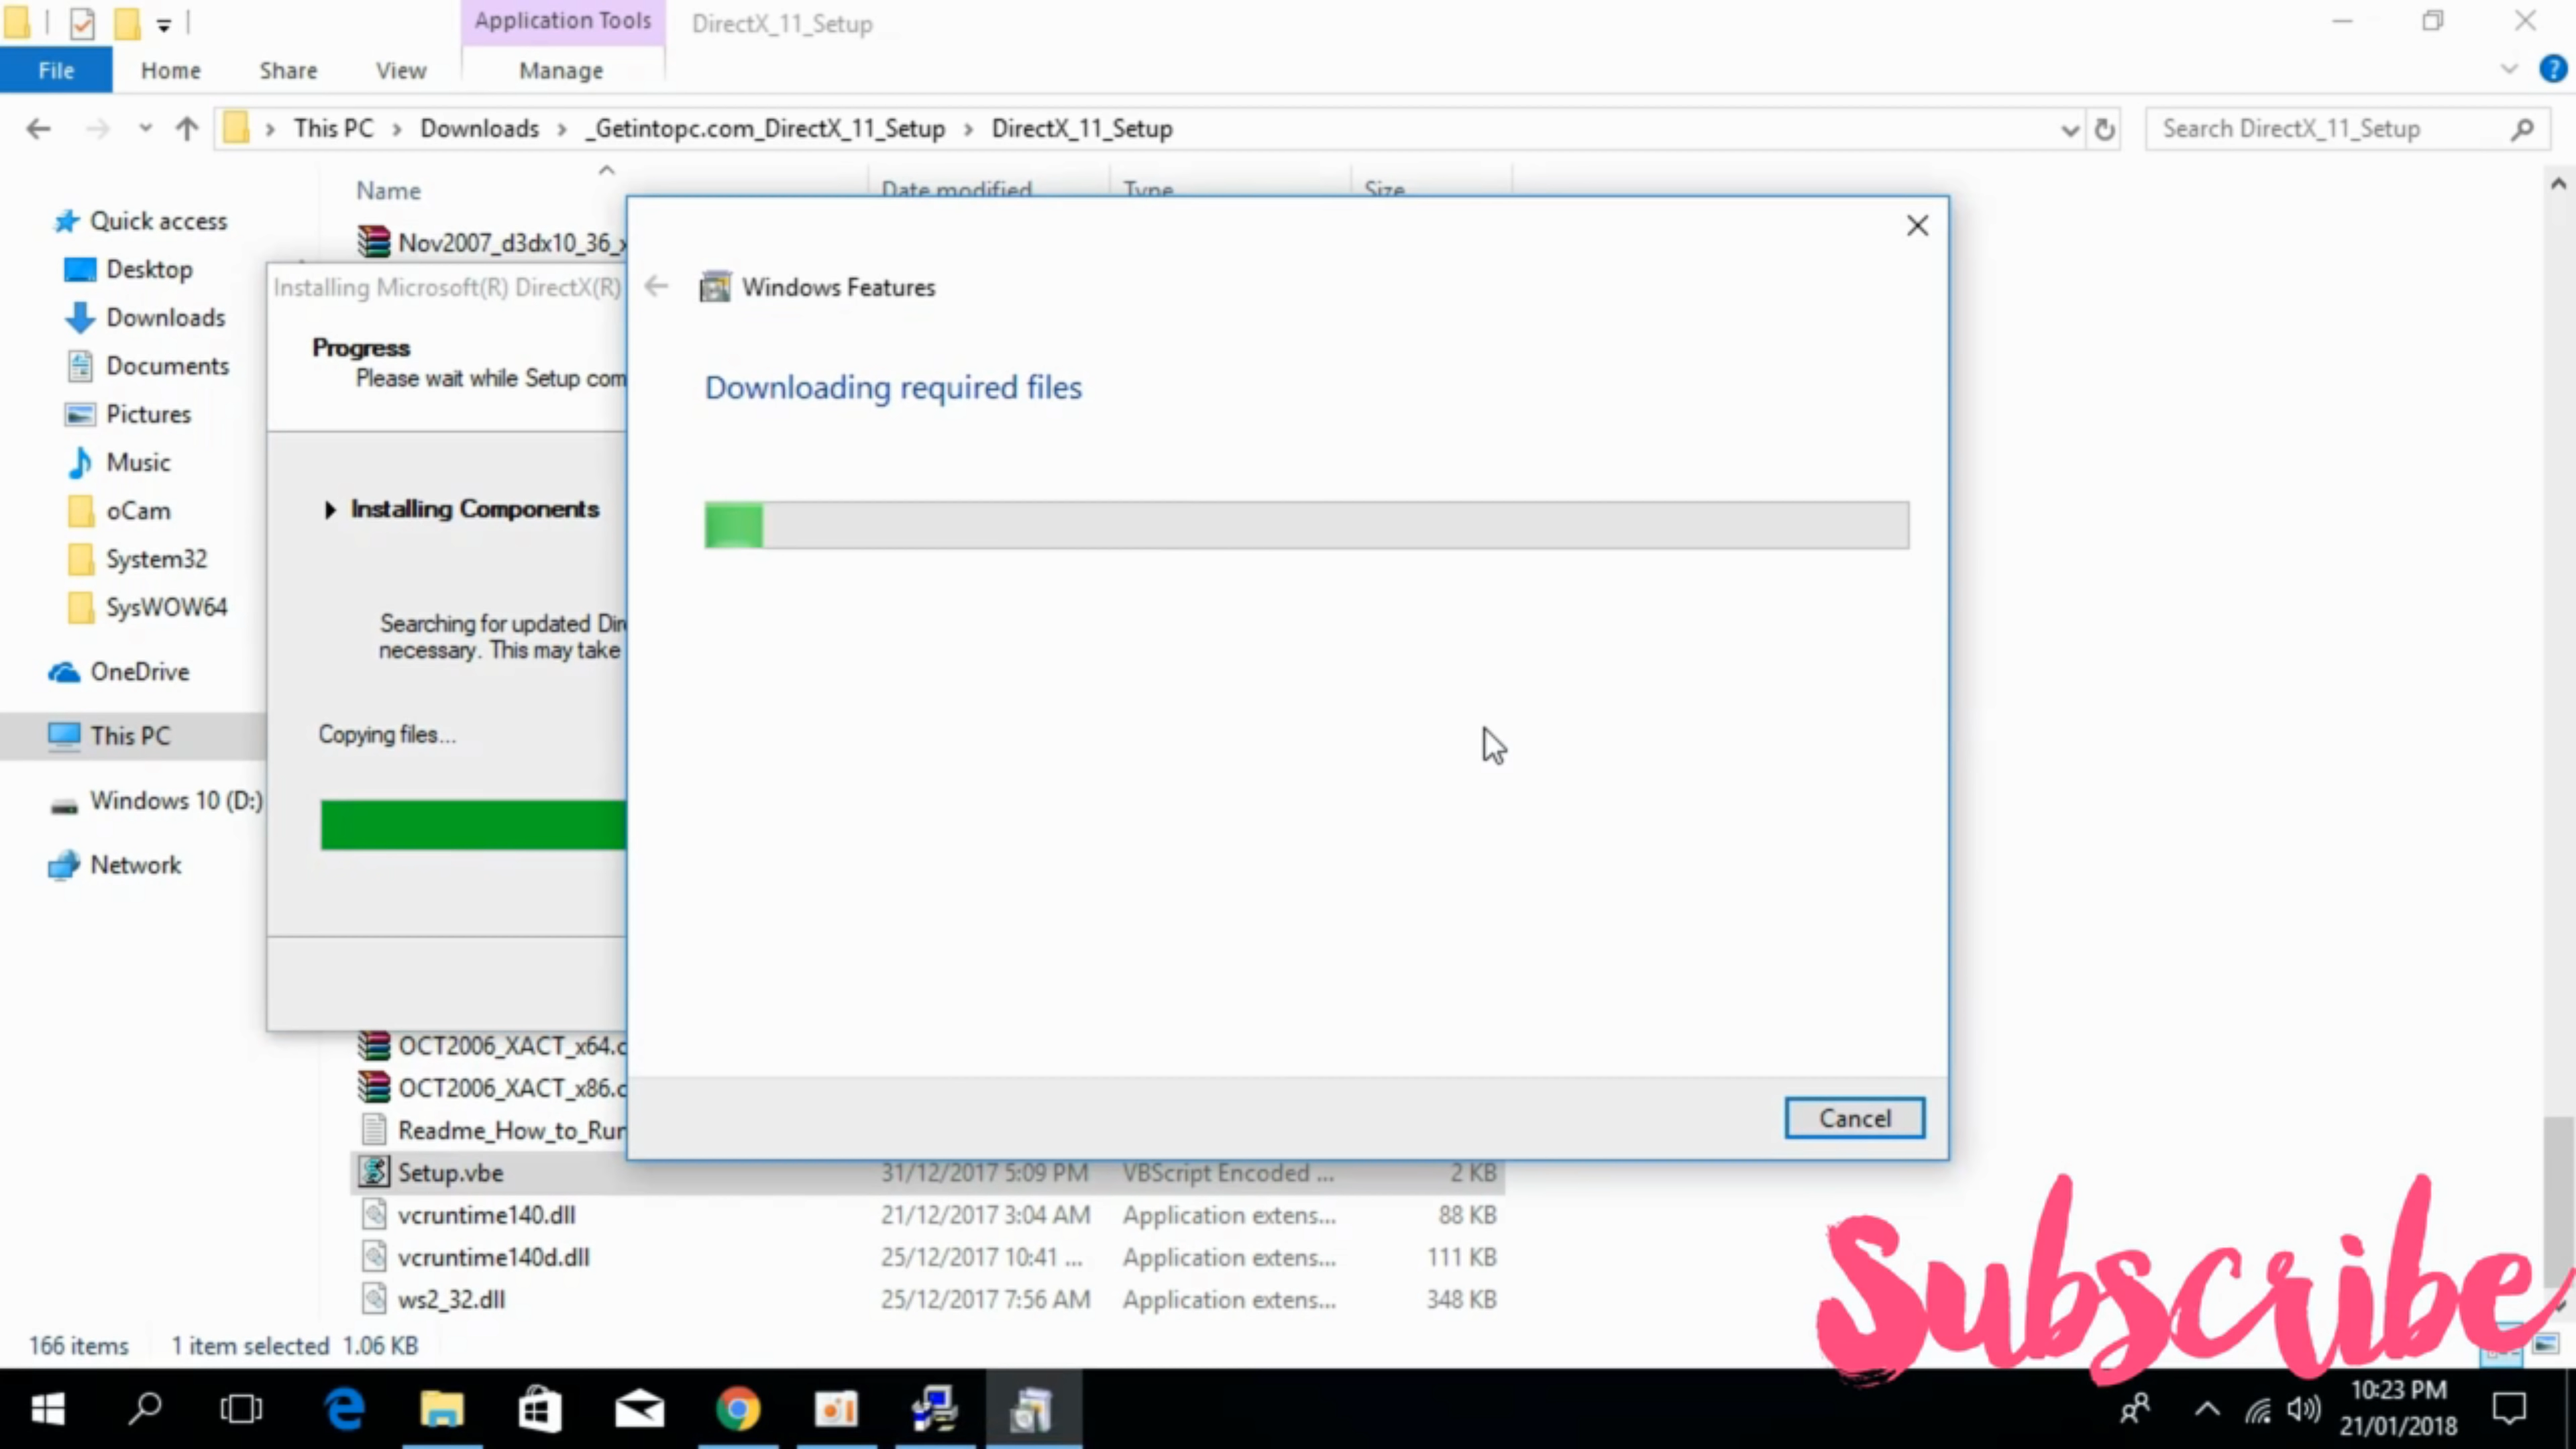 Application Tools
DirectX_11_Setup
File
Home
Share
View
Manage
This PC
Downloads
_Getintopc.com_DirectX_11_Setup
DirectX_11_Setup
Search DirectX_11_Setup
Name
Date modified
Type
Size
Quick access
Desktop
Downloads
Documents
Pictures
Music
oCam
System32
SysWOW64
OneDrive
This PC
Windows 10 (D:)
Network
Nov2007_d3dx10_36_x
Installing Microsoft(R) DirectX(R)
Progress
Please wait while Setup com
Installing Components
Searching for updated Dir
necessary. This may take
Copying files...
Windows Features
Downloading required files
Cancel
OCT2006_XACT_x64.c
OCT2006_XACT_x86.c
Readme_How_to_Run
Setup.vbe 31/12/2017 5:09 PM VBScript Encoded ... 2 KB
vcruntime140.dll 21/12/2017 3:04 AM Application extens... 88 KB
vcruntime140d.dll 25/12/2017 10:41 ... Application extens... 111 KB
ws2_32.dll 25/12/2017 7:56 AM Application extens... 348 KB
166 items
1 item selected 1.06 KB
Subscribe
10:23 PM
21/01/2018